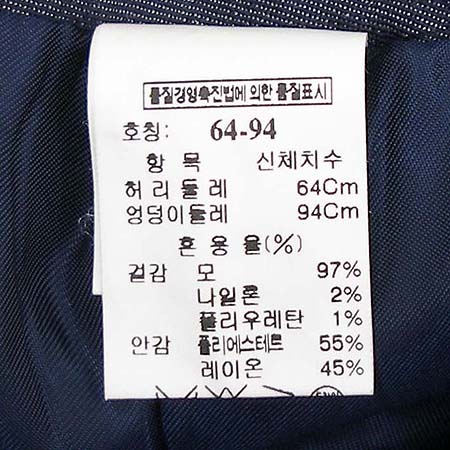 품질경영촉진법에 의한 품질표시
호칭: 64-94
항 목 신체치수
허 리 둘 레 64Cm
엉덩이둘레 94Cm
혼 용 율(%)
겉감 모 97%
나일론 2%
폴리우레탄 1%
안감 폴리에스테르 55%
레이온 45%